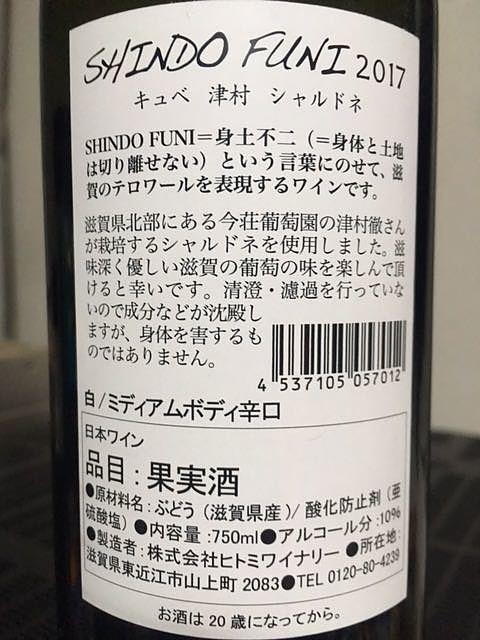 SHINDO FUNI 2017
キュベ 津村 シャルドネ
SHINDO FUNI＝身土不二（＝身体と土地
は切り離せない）という言葉にのせて、滋
賀のテロワールを表現するワインです。
滋賀県北部にある今荘葡萄園の津村徹さん
が栽培するシャルドネを使用しました。滋
味深く優しい滋賀の葡萄の味を楽しんで頂
けると幸いです。清澄・濾過を行っていな
いので成分などが沈殿し
ますが、身体を害するも
のではありません。
4 537105 057012
白/ミディアムボディ辛口
日本ワイン
品目：果実酒
●原材料名：ぶどう（滋賀県産）/ 酸化防止剤（亜
硫酸塩）●内容量：750ml●アルコール分：10%
●製造者：株式会社ヒトミワイナリー ●所在地：
滋賀県東近江市山上町 2083●TEL 0120-80-4239
お酒は 20 歳になってから。